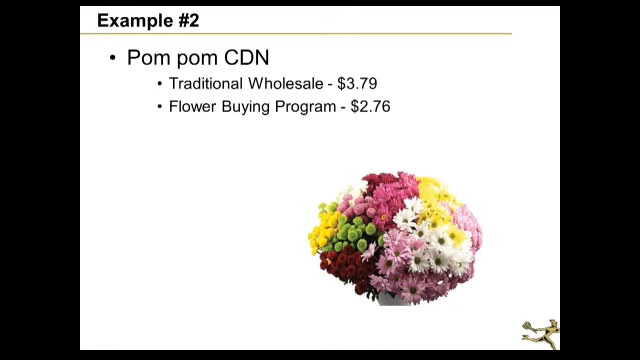 Example #2
• Pom pom CDN
• Traditional Wholesale - $3.79
• Flower Buying Program - $2.76